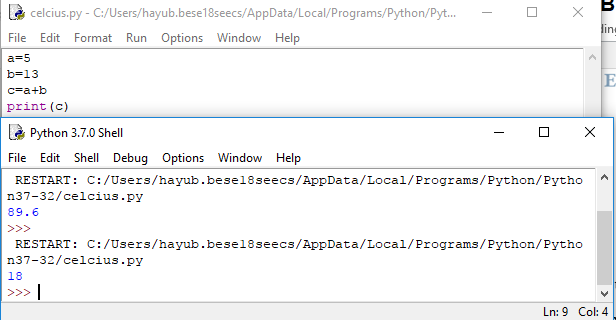 celcius.py - C:/Users/hayub.bese18seecs/AppData/Local/Programs/Python/Pyt...
File Edit Format Run Options Window Help
a=5
b=13
c=a+b
print(c)
Python 3.7.0 Shell
File Edit Shell Debug Options Window Help
RESTART: C:/Users/hayub.bese18seecs/AppData/Local/Programs/Python/Pytho
n37-32/celcius.py
89.6
>>>
RESTART: C:/Users/hayub.bese18seecs/AppData/Local/Programs/Python/Pytho
n37-32/celcius.py
18
>>>
Ln: 9 Col: 4